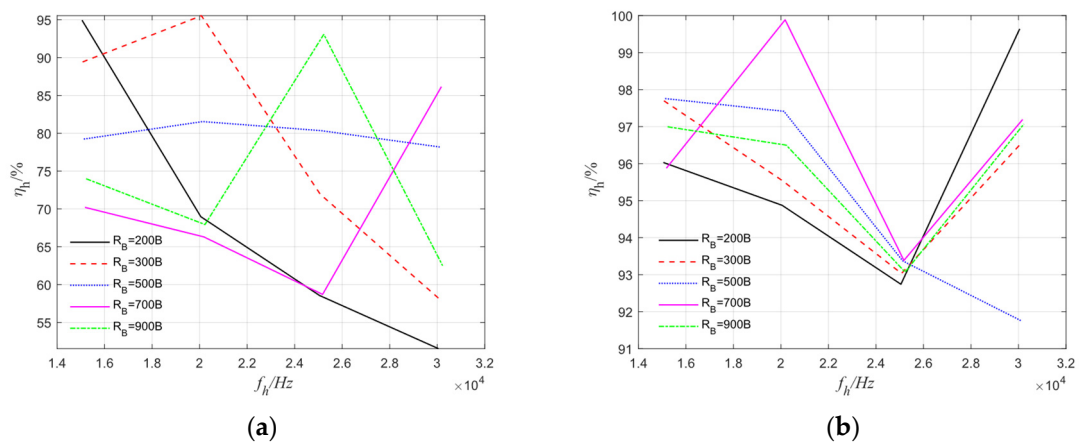 95
90
85
80
75
70
65
60
55
η_h/%
R_B=200B
R_B=300B
R_B=500B
R_B=700B
R_B=900B
1.4 1.6 1.8 2 2.2 2.4 2.6 2.8 3 3.2
f_h/Hz
×10^4
(a)
100
99
98
97
96
95
94
93
92
91
η_h/%
R_B=200B
R_B=300B
R_B=500B
R_B=700B
R_B=900B
1.4 1.6 1.8 2 2.2 2.4 2.6 2.8 3 3.2
f_h/Hz
×10^4
(b)